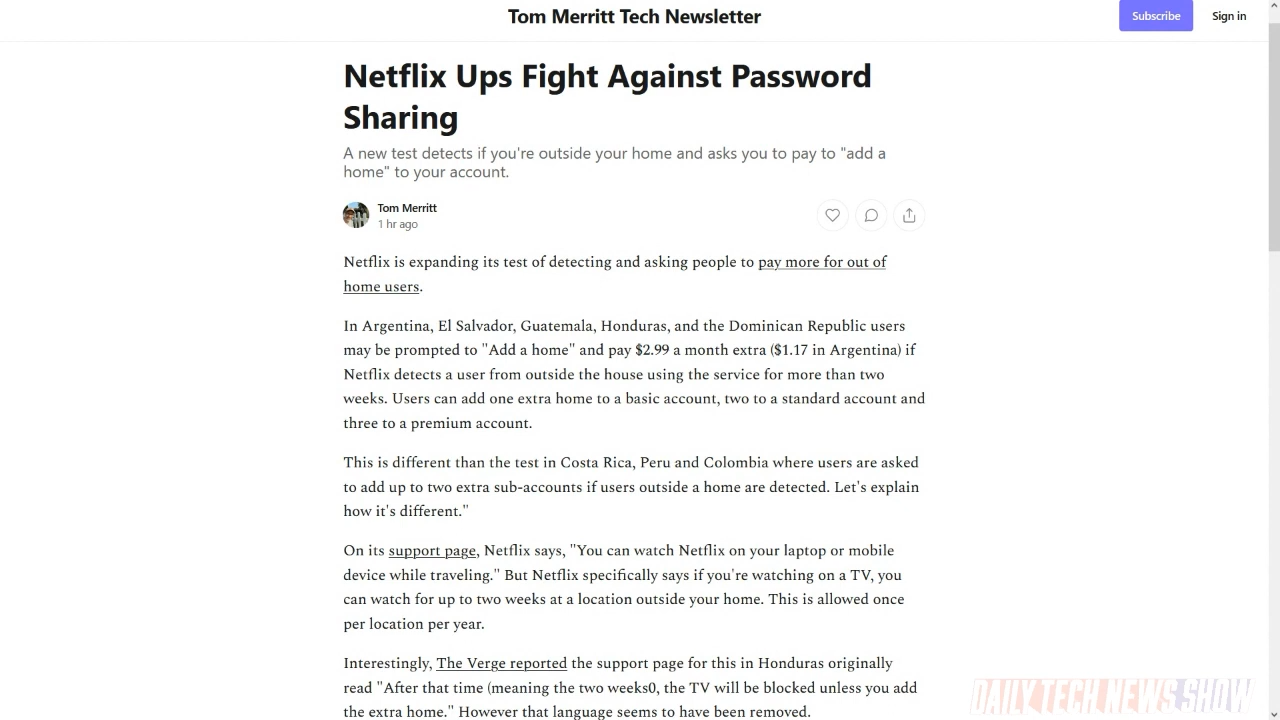 Tom Merritt Tech Newsletter
Subscribe
Sign in
Netflix Ups Fight Against Password
Sharing
A new test detects if you're outside your home and asks you to pay to "add a
home" to your account.
Tom Merritt
1 hr ago
Netflix is expanding its test of detecting and asking people to pay more for out of
home users.
In Argentina, El Salvador, Guatemala, Honduras, and the Dominican Republic users
may be prompted to "Add a home" and pay $2.99 a month extra ($1.17 in Argentina) if
Netflix detects a user from outside the house using the service for more than two
weeks. Users can add one extra home to a basic account, two to a standard account and
three to a premium account.
This is different than the test in Costa Rica, Peru and Colombia where users are asked
to add up to two extra sub-accounts if users outside a home are detected. Let's explain
how it's different."
On its support page, Netflix says, "You can watch Netflix on your laptop or mobile
device while traveling." But Netflix specifically says if you're watching on a TV, you
can watch for up to two weeks at a location outside your home. This is allowed once
per location per year.
Interestingly, The Verge reported the support page for this in Honduras originally
read "After that time (meaning the two weeks0, the TV will be blocked unless you add
the extra home." However that language seems to have been removed.
DAILY TECH NEWS SHOW